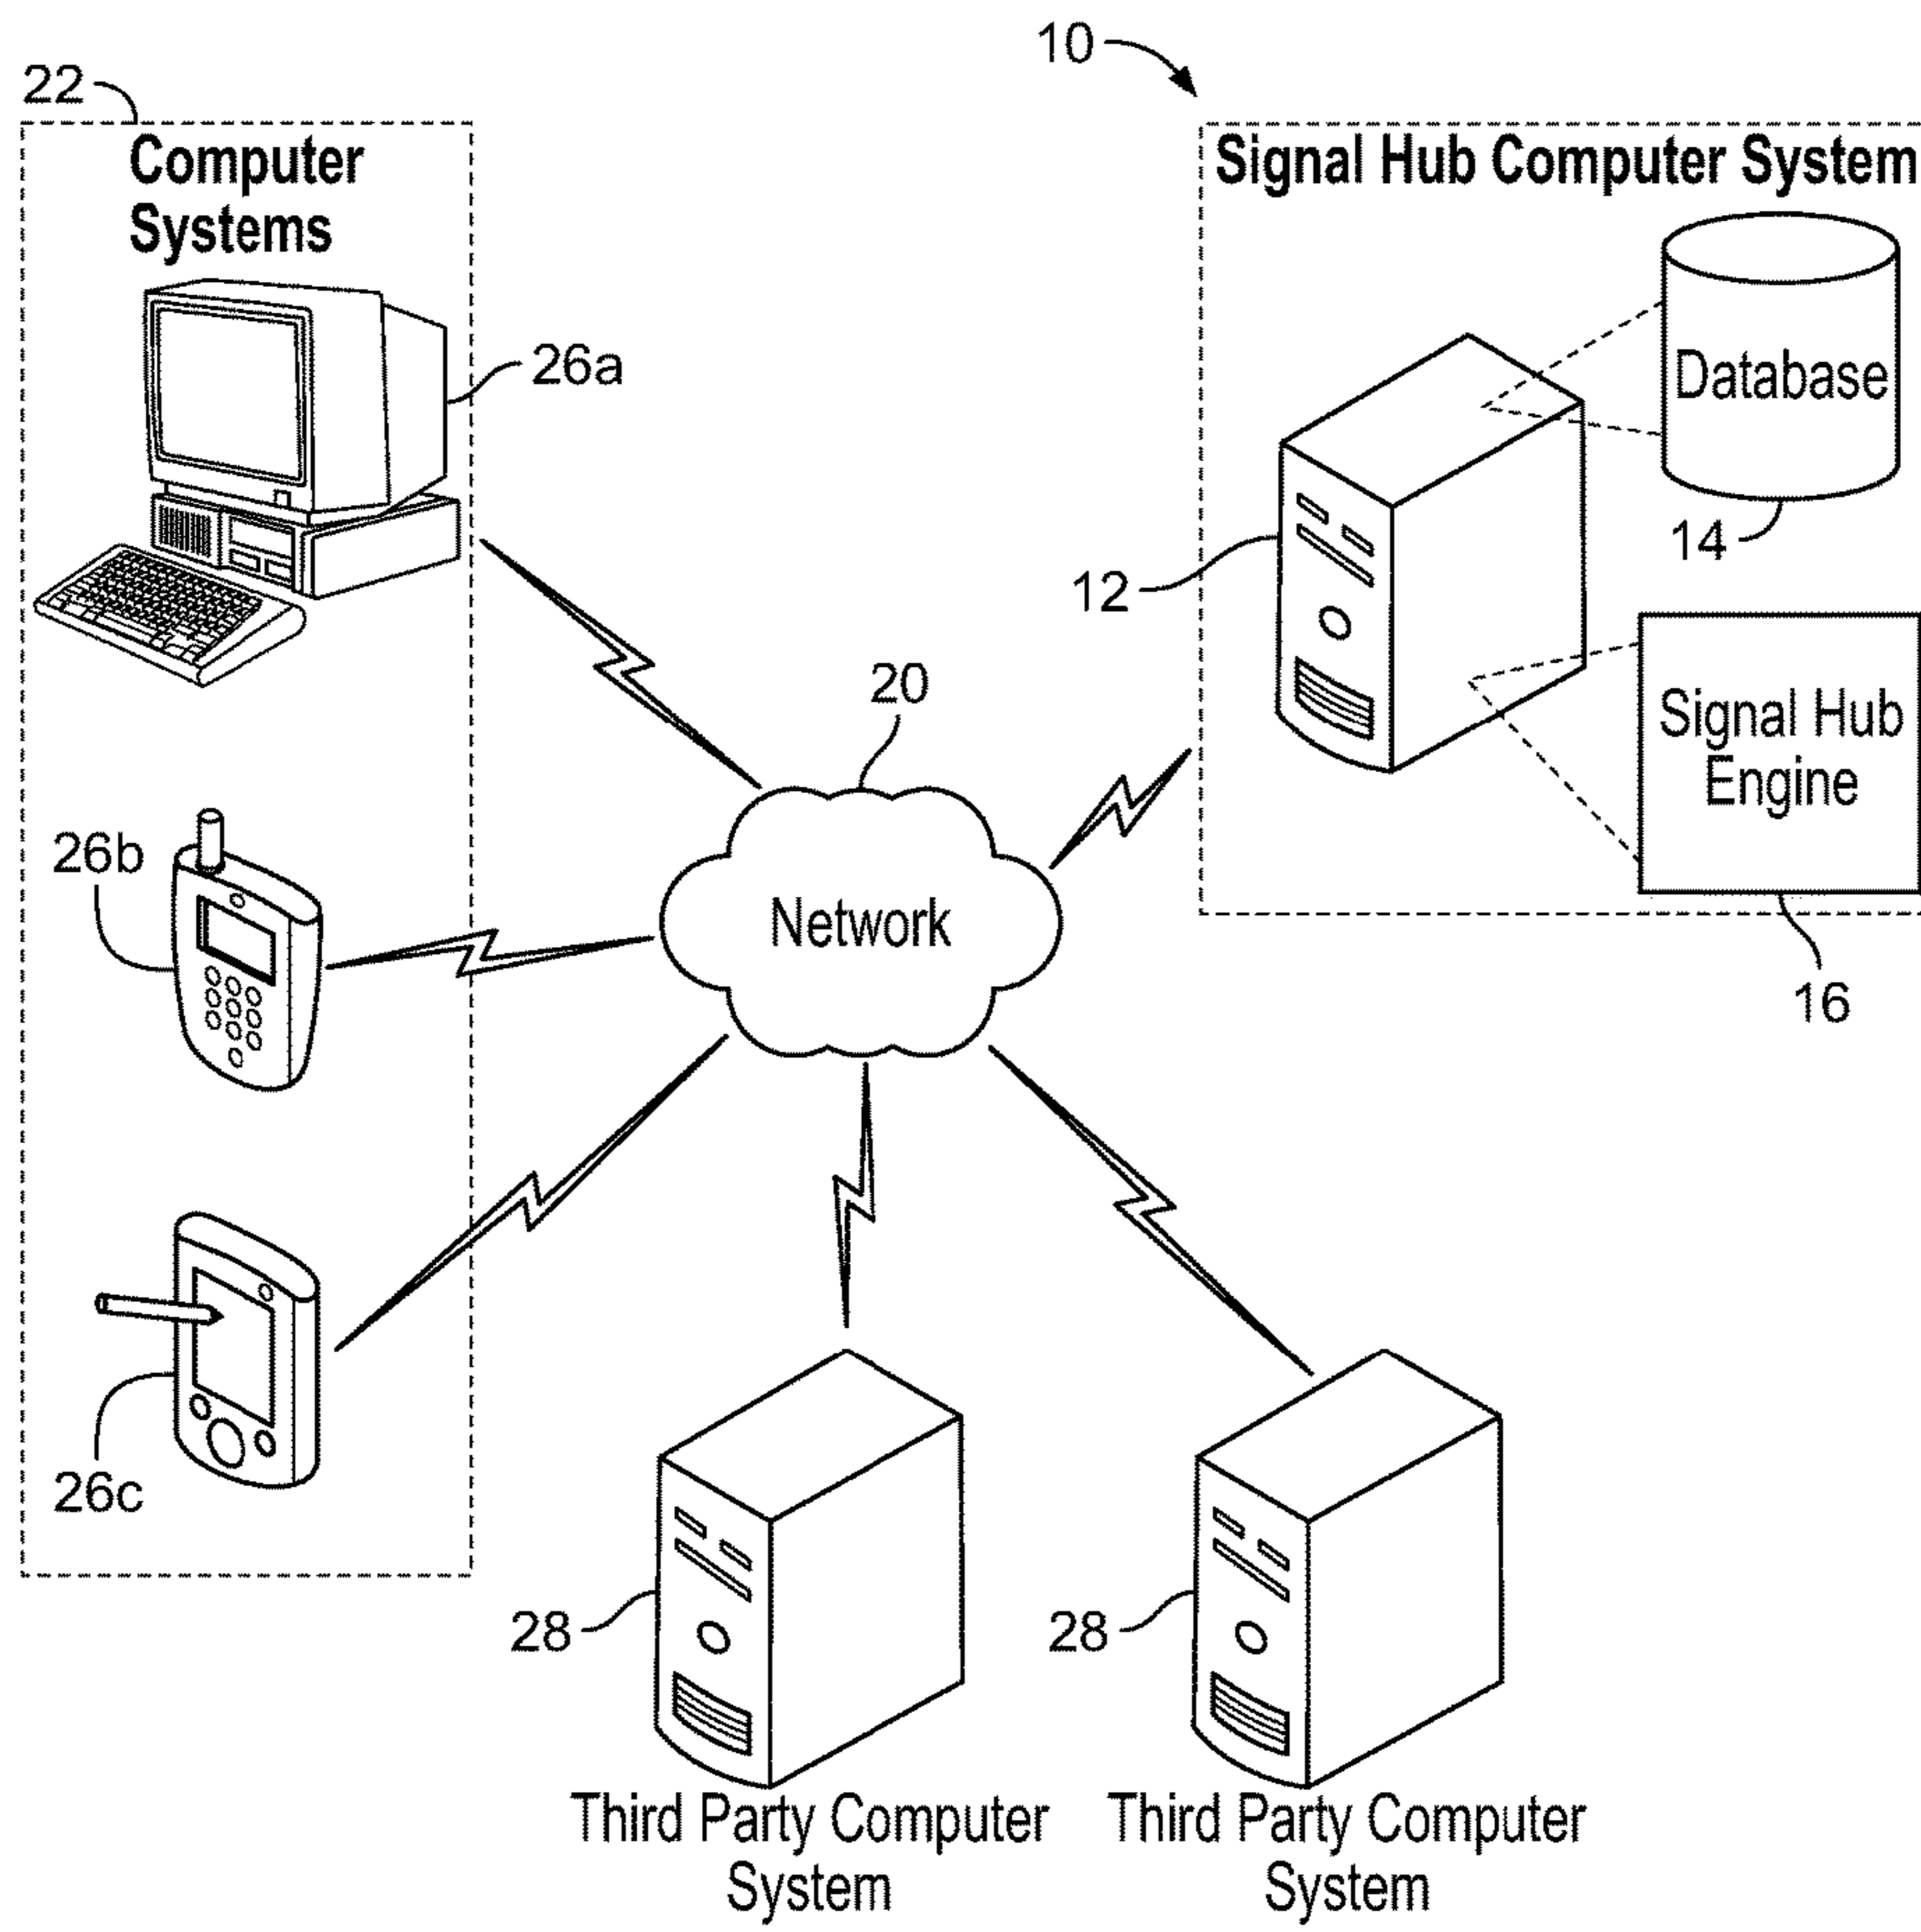 10
22
Computer
Systems
Signal Hub Computer System
26a
Database
14
12
20
Signal Hub
Engine
26b
Network
16
26c
28
28
Third Party Computer
System
Third Party Computer
System